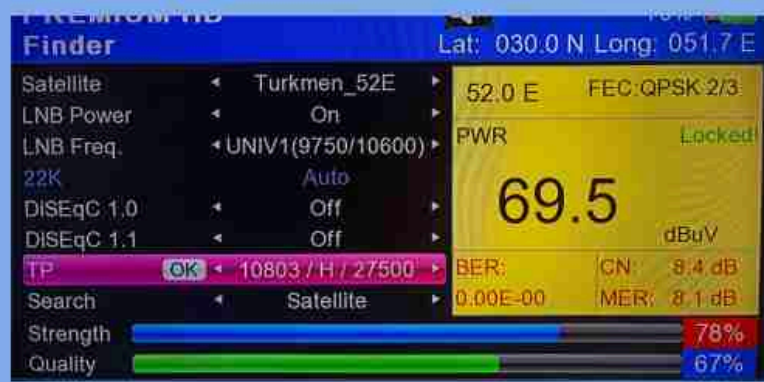 PREMIUM HD
Finder
Lat: 030.0 N Long: 051.7 E
Satellite Turkmen_52E
LNB Power On
LNB Freq. UNIV1(9750/10600)
22K Auto
DiSEqC 1.0 Off
DiSEqC 1.1 Off
TP OK 10803 / H / 27500
Search Satellite
52.0 E FEC:QPSK 2/3
PWR Locked
69.5
dBuV
BER: CN: 8.4 dB
0.00E-00 MER: 8.1 dB
Strength 78%
Quality 67%